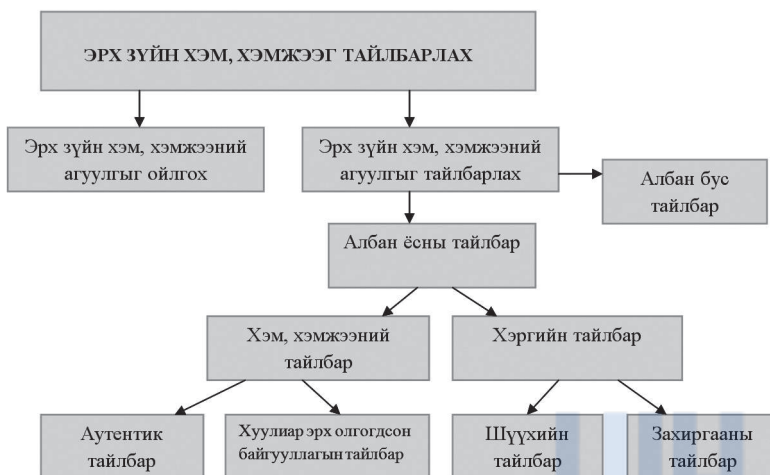 ЭРХ ЗҮЙН ХЭМ, ХЭМЖЭЭГ ТАЙЛБАРЛАХ
Эрх зүйн хэм, хэмжээний
агуулгыг ойлгох
Эрх зүйн хэм, хэмжээний
агуулгыг тайлбарлах
Албан бус
тайлбар
Албан ёсны тайлбар
Хэм, хэмжээний
тайлбар
Хэргийн тайлбар
Аутентик
тайлбар
Хуулиар эрх олгогдсон
байгууллагын тайлбар
Шүүхийн
тайлбар
Захиргааны
тайлбар